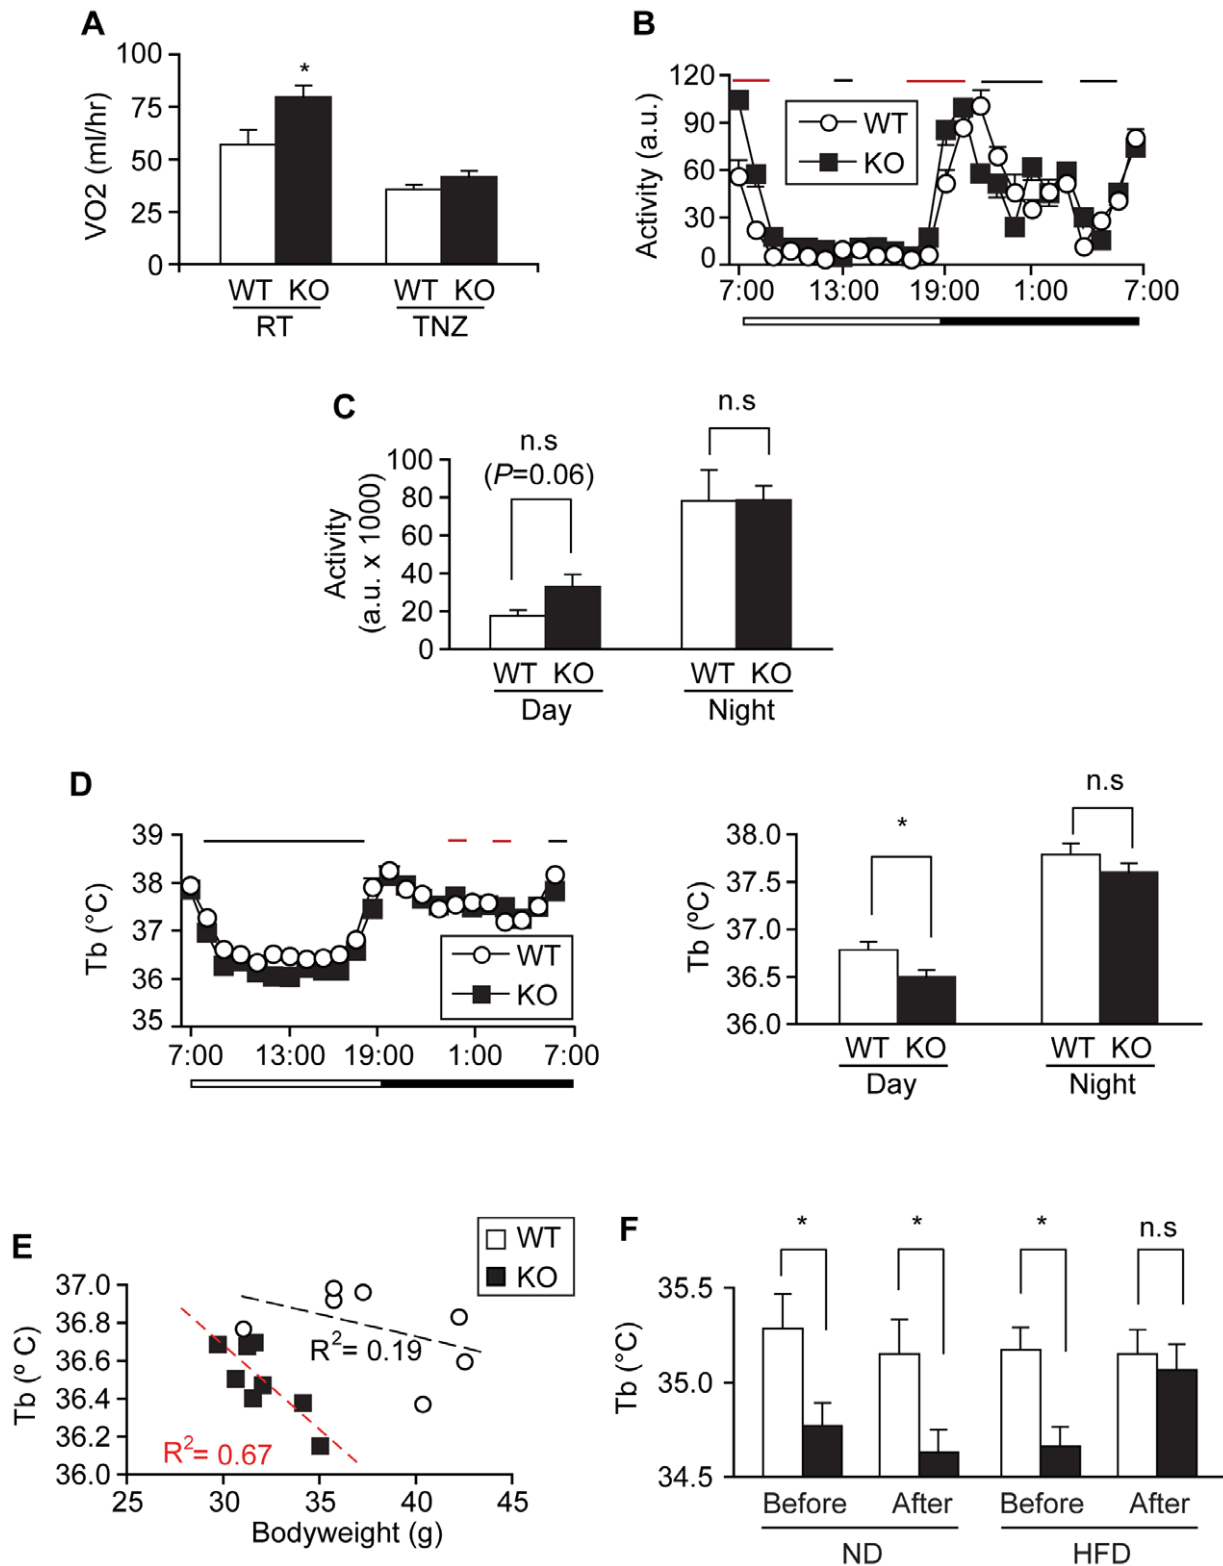 A
VO2 (ml/hr)
100
75
50
25
0
*
WT KO
WT KO
RT
TNZ
B
Activity (a.u.)
120
90
60
30
0
WT
KO
7:00 13:00 19:00 1:00 7:00
C
Activity
(a.u. x 1000)
100
80
60
40
20
0
n.s
(P=0.06)
n.s
WT KO
WT KO
Day
Night
D
Tb (°C)
39
38
37
36
35
WT
KO
7:00 13:00 19:00 1:00 7:00
Tb (ºC)
38.0
37.5
37.0
36.5
36.0
*
n.s
WT KO
WT KO
Day
Night
E
WT
KO
Tb (º C)
37.0
36.8
36.6
36.4
36.2
36.0
R²= 0.19
R²= 0.67
25 30 35 40 45
Bodyweight (g)
F
Tb (°C)
35.5
35.0
34.5
* * * n.s
Before After Before After
ND HFD